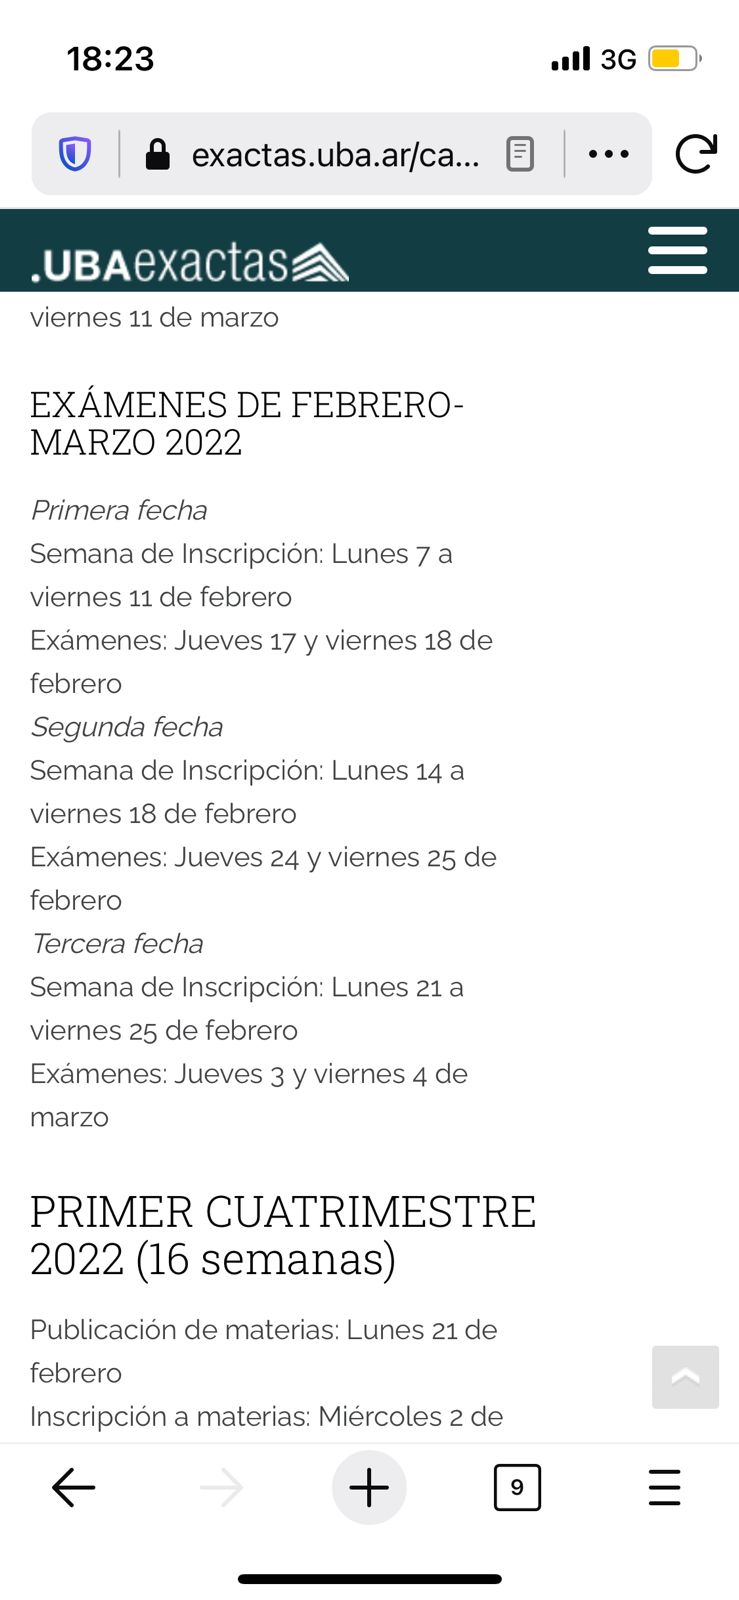 18:23
3G
exactas.uba.ar/ca...
.UBAexactas
viernes 11 de marzo
EXÁMENES DE FEBRERO-
MARZO 2022
Primera fecha
Semana de Inscripción: Lunes 7 a
viernes 11 de febrero
Exámenes: Jueves 17 y viernes 18 de
febrero
Segunda fecha
Semana de Inscripción: Lunes 14 a
viernes 18 de febrero
Exámenes: Jueves 24 y viernes 25 de
febrero
Tercera fecha
Semana de Inscripción: Lunes 21 a
viernes 25 de febrero
Exámenes: Jueves 3 y viernes 4 de
marzo
PRIMER CUATRIMESTRE
2022 (16 semanas)
Publicación de materias: Lunes 21 de
febrero
Inscripción a materias: Miércoles 2 de
9